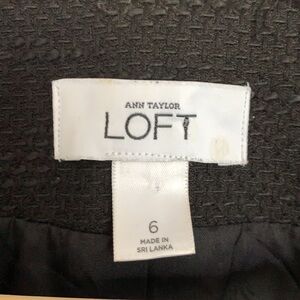 ANN TAYLOR
LOFT
6
MADE IN
SRI LANKA